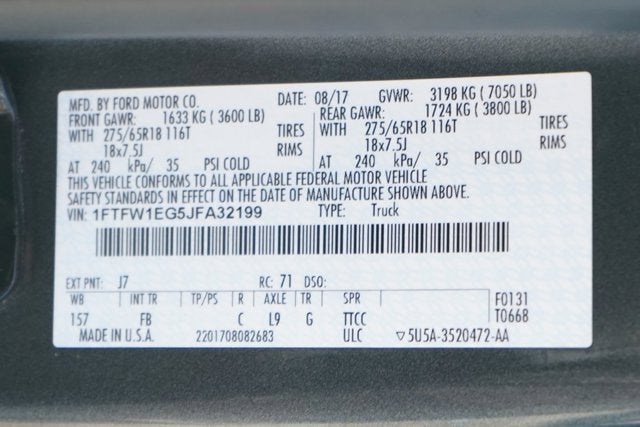 MFD. BY FORD MOTOR CO. DATE: 08/17 GVWR: 3198 KG ( 7050 LB)
FRONT GAWR: 1633 KG ( 3600 LB) REAR GAWR: 1724 KG ( 3800 LB)
WITH 275/65R18 116T TIRES WITH 275/65R18 116T TIRES
18x7.5J RIMS 18x7.5J RIMS
AT 240 kPa/ 35 PSI COLD AT 240 kPa/ 35 PSI COLD
THIS VEHICLE CONFORMS TO ALL APPLICABLE FEDERAL MOTOR VEHICLE
SAFETY STANDARDS IN EFFECT ON THE DATE OF MANUFACTURE SHOWN ABOVE.
VIN: 1FTFW1EG5JFA32199 TYPE: Truck
EXT PNT: J7 RC: 71 DSO:
WB INT TR TP/PS R AXLE TR SPR F0131
157 FB C L9 G TTCC T0668
MADE IN U.S.A. 2201708082683 ULC ▽5U5A-3520472-AA